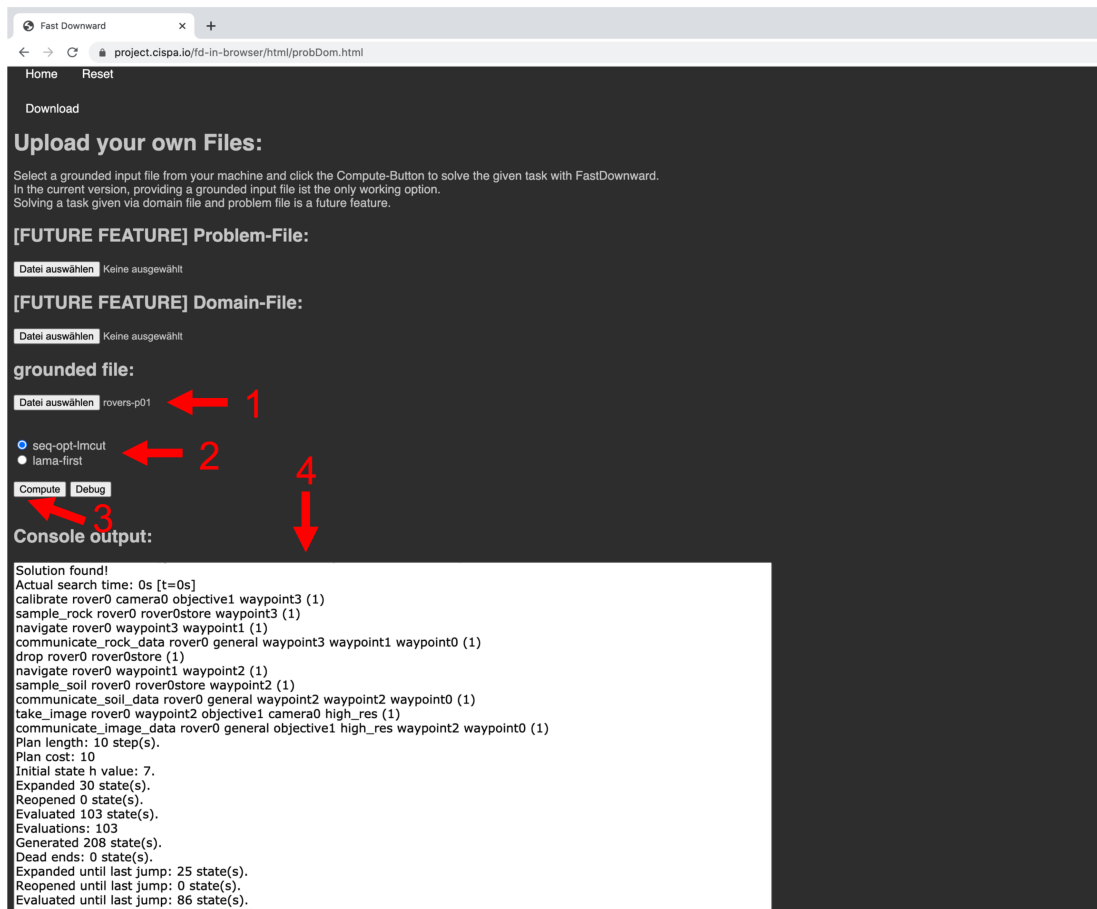 Fast Downward × +
project.cispa.io/fd-in-browser/html/probDom.html
Home Reset
Download
Upload your own Files:
Select a grounded input file from your machine and click the Compute-Button to solve the given task with FastDownward.
In the current version, providing a grounded input file ist the only working option.
Solving a task given via domain file and problem file is a future feature.
[FUTURE FEATURE] Problem-File:
Datei auswählen Keine ausgewählt
[FUTURE FEATURE] Domain-File:
Datei auswählen Keine ausgewählt
grounded file:
Datei auswählen rovers-p01 1
seq-opt-lmcut 2
lama-first
4
Compute Debug
3
Console output:
Solution found!
Actual search time: 0s [t=0s]
calibrate rover0 camera0 objective1 waypoint3 (1)
sample_rock rover0 rover0store waypoint3 (1)
navigate rover0 waypoint3 waypoint1 (1)
communicate_rock_data rover0 general waypoint3 waypoint1 waypoint0 (1)
drop rover0 rover0store (1)
navigate rover0 waypoint1 waypoint2 (1)
sample_soil rover0 rover0store waypoint2 (1)
communicate_soil_data rover0 general waypoint2 waypoint2 waypoint0 (1)
take_image rover0 waypoint2 objective1 camera0 high_res (1)
communicate_image_data rover0 general objective1 high_res waypoint2 waypoint0 (1)
Plan length: 10 step(s).
Plan cost: 10
Initial state h value: 7.
Expanded 30 state(s).
Reopened 0 state(s).
Evaluated 103 state(s).
Evaluations: 103
Generated 208 state(s).
Dead ends: 0 state(s).
Expanded until last jump: 25 state(s).
Reopened until last jump: 0 state(s).
Evaluated until last jump: 86 state(s).